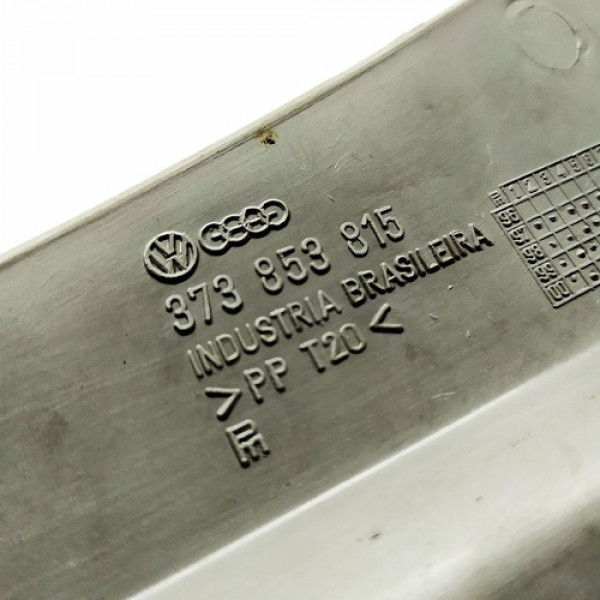 373 853 815
INDUSTRIA BRASILEIRA
>PP T20<